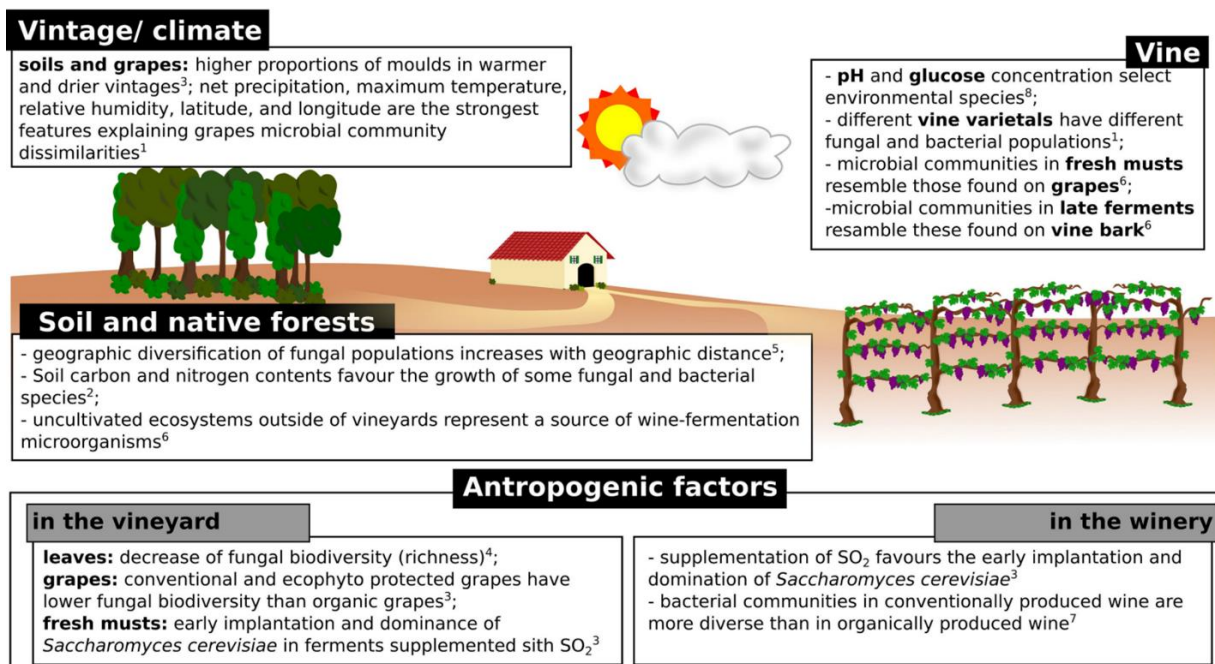 Vintage/ climate
soils and grapes: higher proportions of moulds in warmer
and drier vintages³; net precipitation, maximum temperature,
relative humidity, latitude, and longitude are the strongest
features explaining grapes microbial community
dissimilarities¹
Vine
- pH and glucose concentration select
environmental species⁸;
- different vine varietals have different
fungal and bacterial populations¹;
- microbial communities in fresh musts
resemble those found on grapes⁶;
-microbial communities in late ferments
resamble these found on vine bark⁶
Soil and native forests
- geographic diversification of fungal populations increases with geographic distance⁵;
- Soil carbon and nitrogen contents favour the growth of some fungal and bacterial
species²;
- uncultivated ecosystems outside of vineyards represent a source of wine-fermentation
microorganisms⁶
Antropogenic factors
in the vineyard
leaves: decrease of fungal biodiversity (richness)⁴;
grapes: conventional and ecophyto protected grapes have
lower fungal biodiversity than organic grapes³;
fresh musts: early implantation and dominance of
Saccharomyces cerevisiae in ferments supplemented sith SO₂³
in the winery
- supplementation of SO₂ favours the early implantation and
domination of Saccharomyces cerevisiae³
- bacterial communities in conventionally produced wine are
more diverse than in organically produced wine⁷